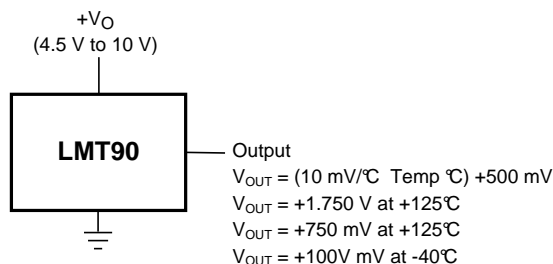 +VO
(4.5 V to 10 V)
LMT90
Output
VOUT = (10 mV/℃ Temp ℃) +500 mV
VOUT = +1.750 V at +125℃
VOUT = +750 mV at +125℃
VOUT = +100V mV at -40℃